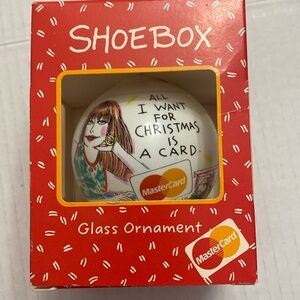 SHOEBOX
ALL
I WANT
FOR
CHRISTMAS
IS
A CARD.
MasterCard
Glass Ornament
MasterCard